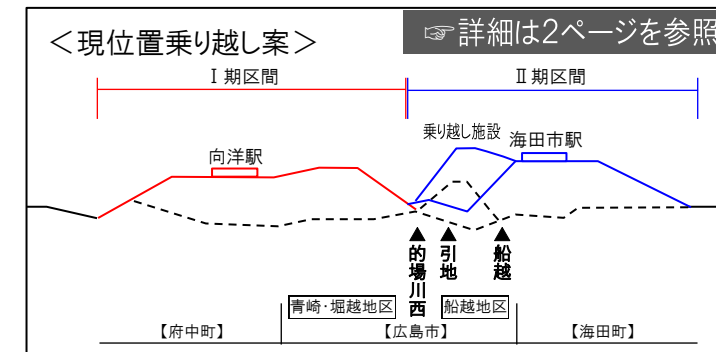 ☞詳細は2ページを参照
＜現位置乗り越し案＞
Ⅰ期区間
Ⅱ期区間
乗り越し施設
海田市駅
向洋駅
▲的場川西
▲引地
▲船越
青崎・堀越地区
船越地区
【府中町】
【広島市】
【海田町】